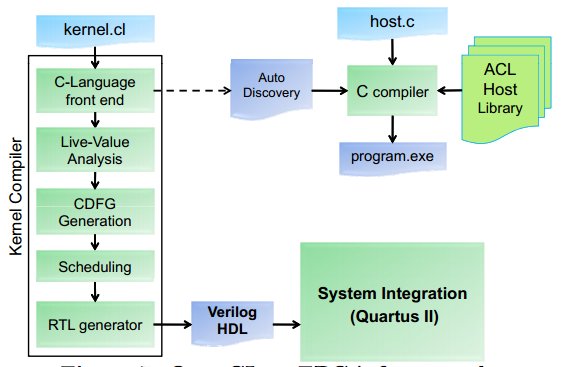 kernel.cl
host.c
C-Language
front end
Auto
Discovery
C compiler
ACL
Host
Library
Live-Value
Analysis
program.exe
Kernel Compiler
CDFG
Generation
Scheduling
RTL generator
Verilog
HDL
System Integration
(Quartus II)